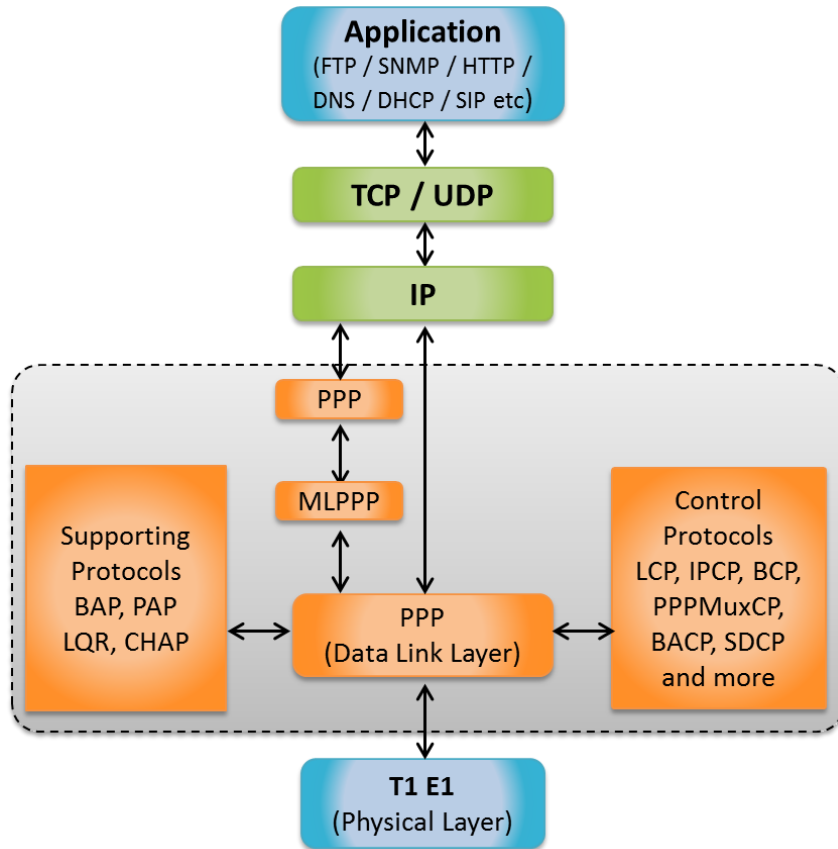 Application
(FTP / SNMP / HTTP /
DNS / DHCP / SIP etc)
TCP / UDP
IP
PPP
MLPPP
Supporting
Protocols
BAP, PAP
LQR, CHAP
PPP
(Data Link Layer)
Control
Protocols
LCP, IPCP, BCP,
PPPMuxCP,
BACP, SDCP
and more
T1 E1
(Physical Layer)